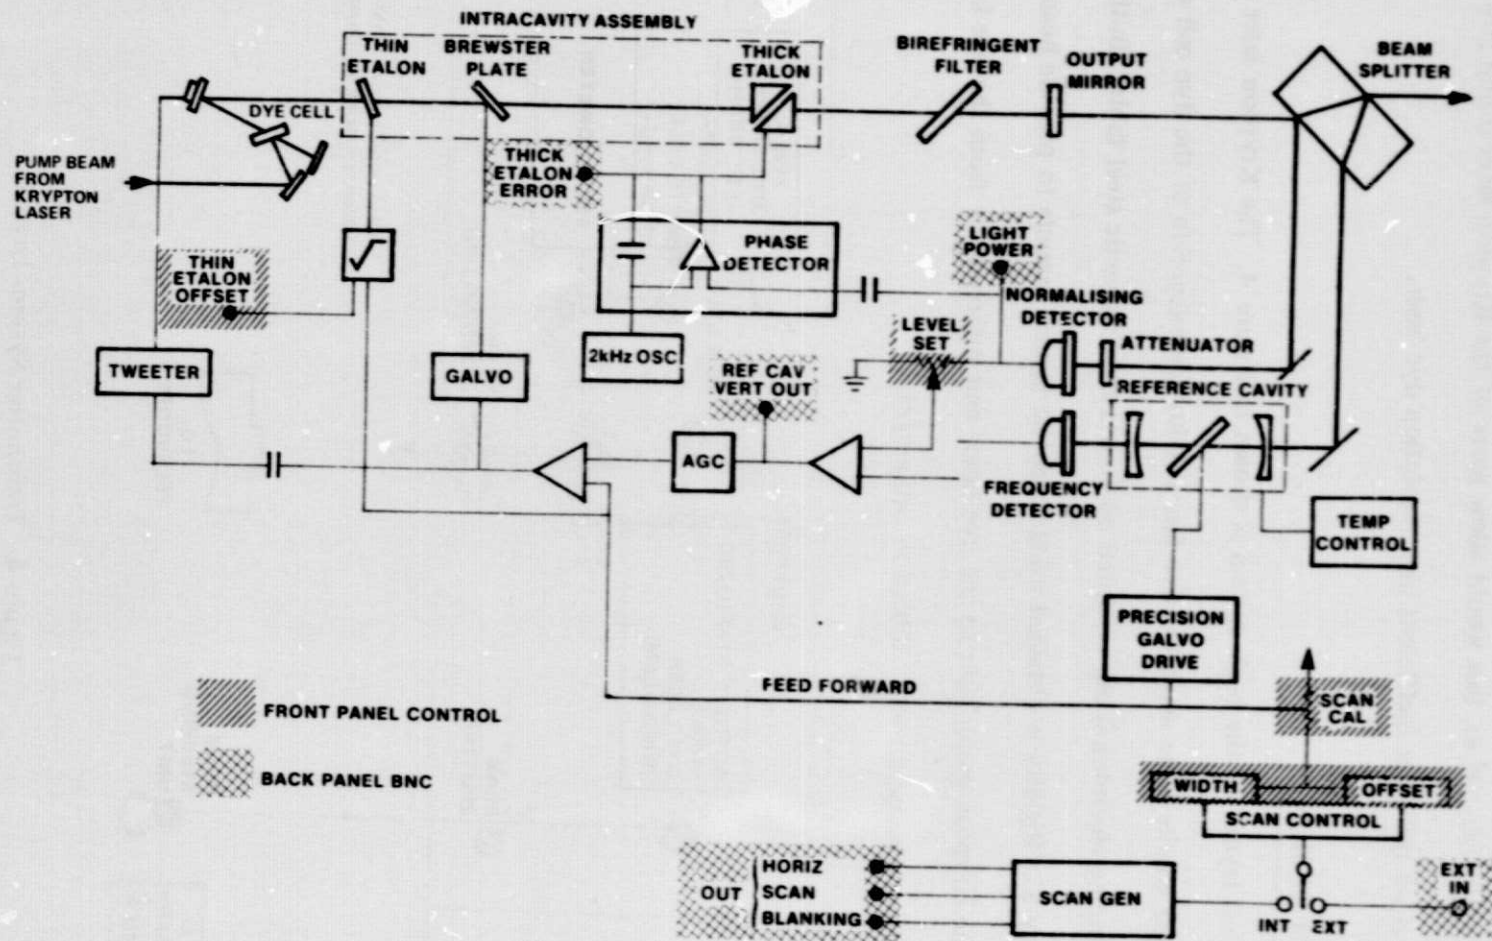 INTRACAVITY ASSEMBLY
THIN
ETALON
BREWSTER
PLATE
THICK
ETALON
BIREFRINGENT
FILTER
OUTPUT
MIRROR
BEAM
SPLITTER
DYE CELL
PUMP BEAM
FROM
KRYPTON
LASER
THICK
ETALON
ERROR
THIN
ETALON
OFFSET
√
PHASE
DETECTOR
LIGHT
POWER
NORMALISING
DETECTOR
LEVEL
SET
ATTENUATOR
TWEETER
GALVO
2kHz OSC
REF CAV
VERT OUT
REFERENCE CAVITY
AGC
FREQUENCY
DETECTOR
TEMP
CONTROL
PRECISION
GALVO
DRIVE
FEED FORWARD
SCAN
CAL
FRONT PANEL CONTROL
BACK PANEL BNC
WIDTH
OFFSET
SCAN CONTROL
OUT
HORIZ
SCAN
BLANKING
SCAN GEN
INT
EXT
EXT
IN